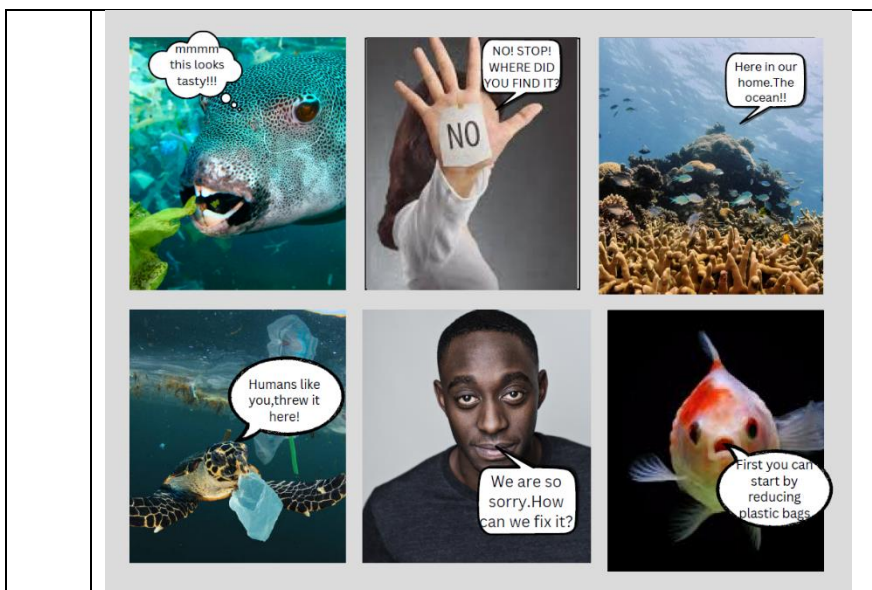 mmmm
this looks
tasty!!!
NO! STOP!
WHERE DID
YOU FIND IT?
NO
Here in our
home.The
ocean!!
Humans like
you,threw it
here!
We are so
sorry.How
can we fix it?
First you can
start by
reducing
plastic bags